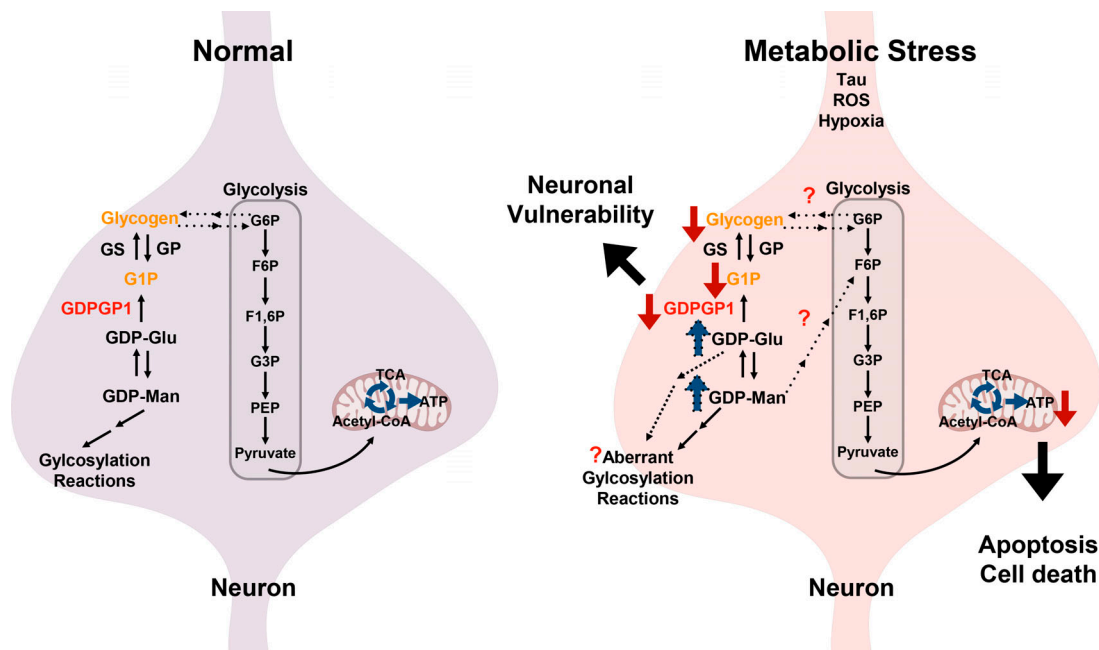 Normal
Glycolysis
Glycogen
G6P
GS
GP
F6P
G1P
GDPGP1
F1,6P
GDP-Glu
G3P
GDP-Man
PEP
TCA
ATP
Acetyl-CoA
Pyruvate
Gylcosylation
Reactions
Neuron
Metabolic Stress
Tau
ROS
Hypoxia
Neuronal
Vulnerability
Glycolysis
?
Glycogen
G6P
GS
GP
F6P
G1P
GDPGP1
?
F1,6P
GDP-Glu
G3P
GDP-Man
PEP
TCA
ATP
Acetyl-CoA
Pyruvate
?Aberrant
Gylcosylation
Reactions
Apoptosis
Cell death
Neuron